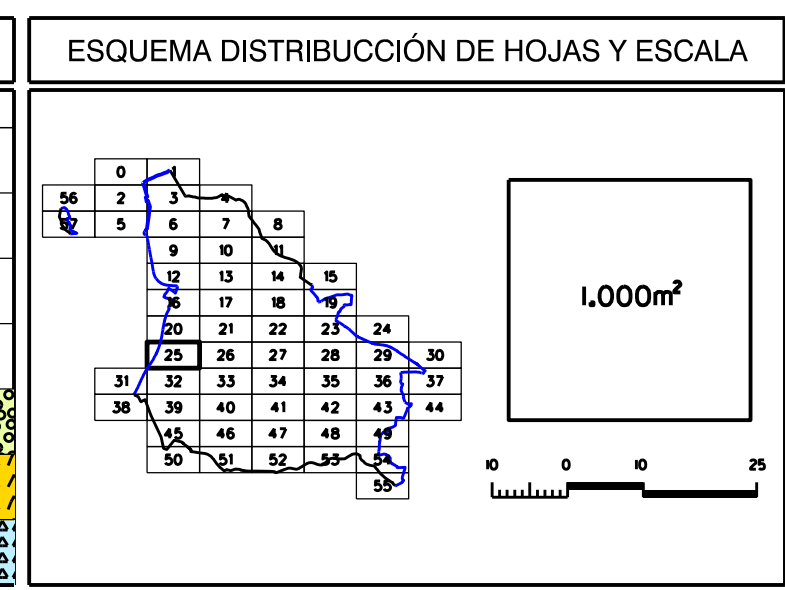 ESQUEMA DISTRIBUCCIÓN DE HOJAS Y ESCALA
0 1
56 2 3 4
57 5 6 7 8
9 10 11
12 13 14 15
16 17 18 19
20 21 22 23 24
25 26 27 28 29 30
31 32 33 34 35 36 37
38 39 40 41 42 43 44
45 46 47 48 49
50 51 52 53 54
55
1.000m²
10 0 10 25